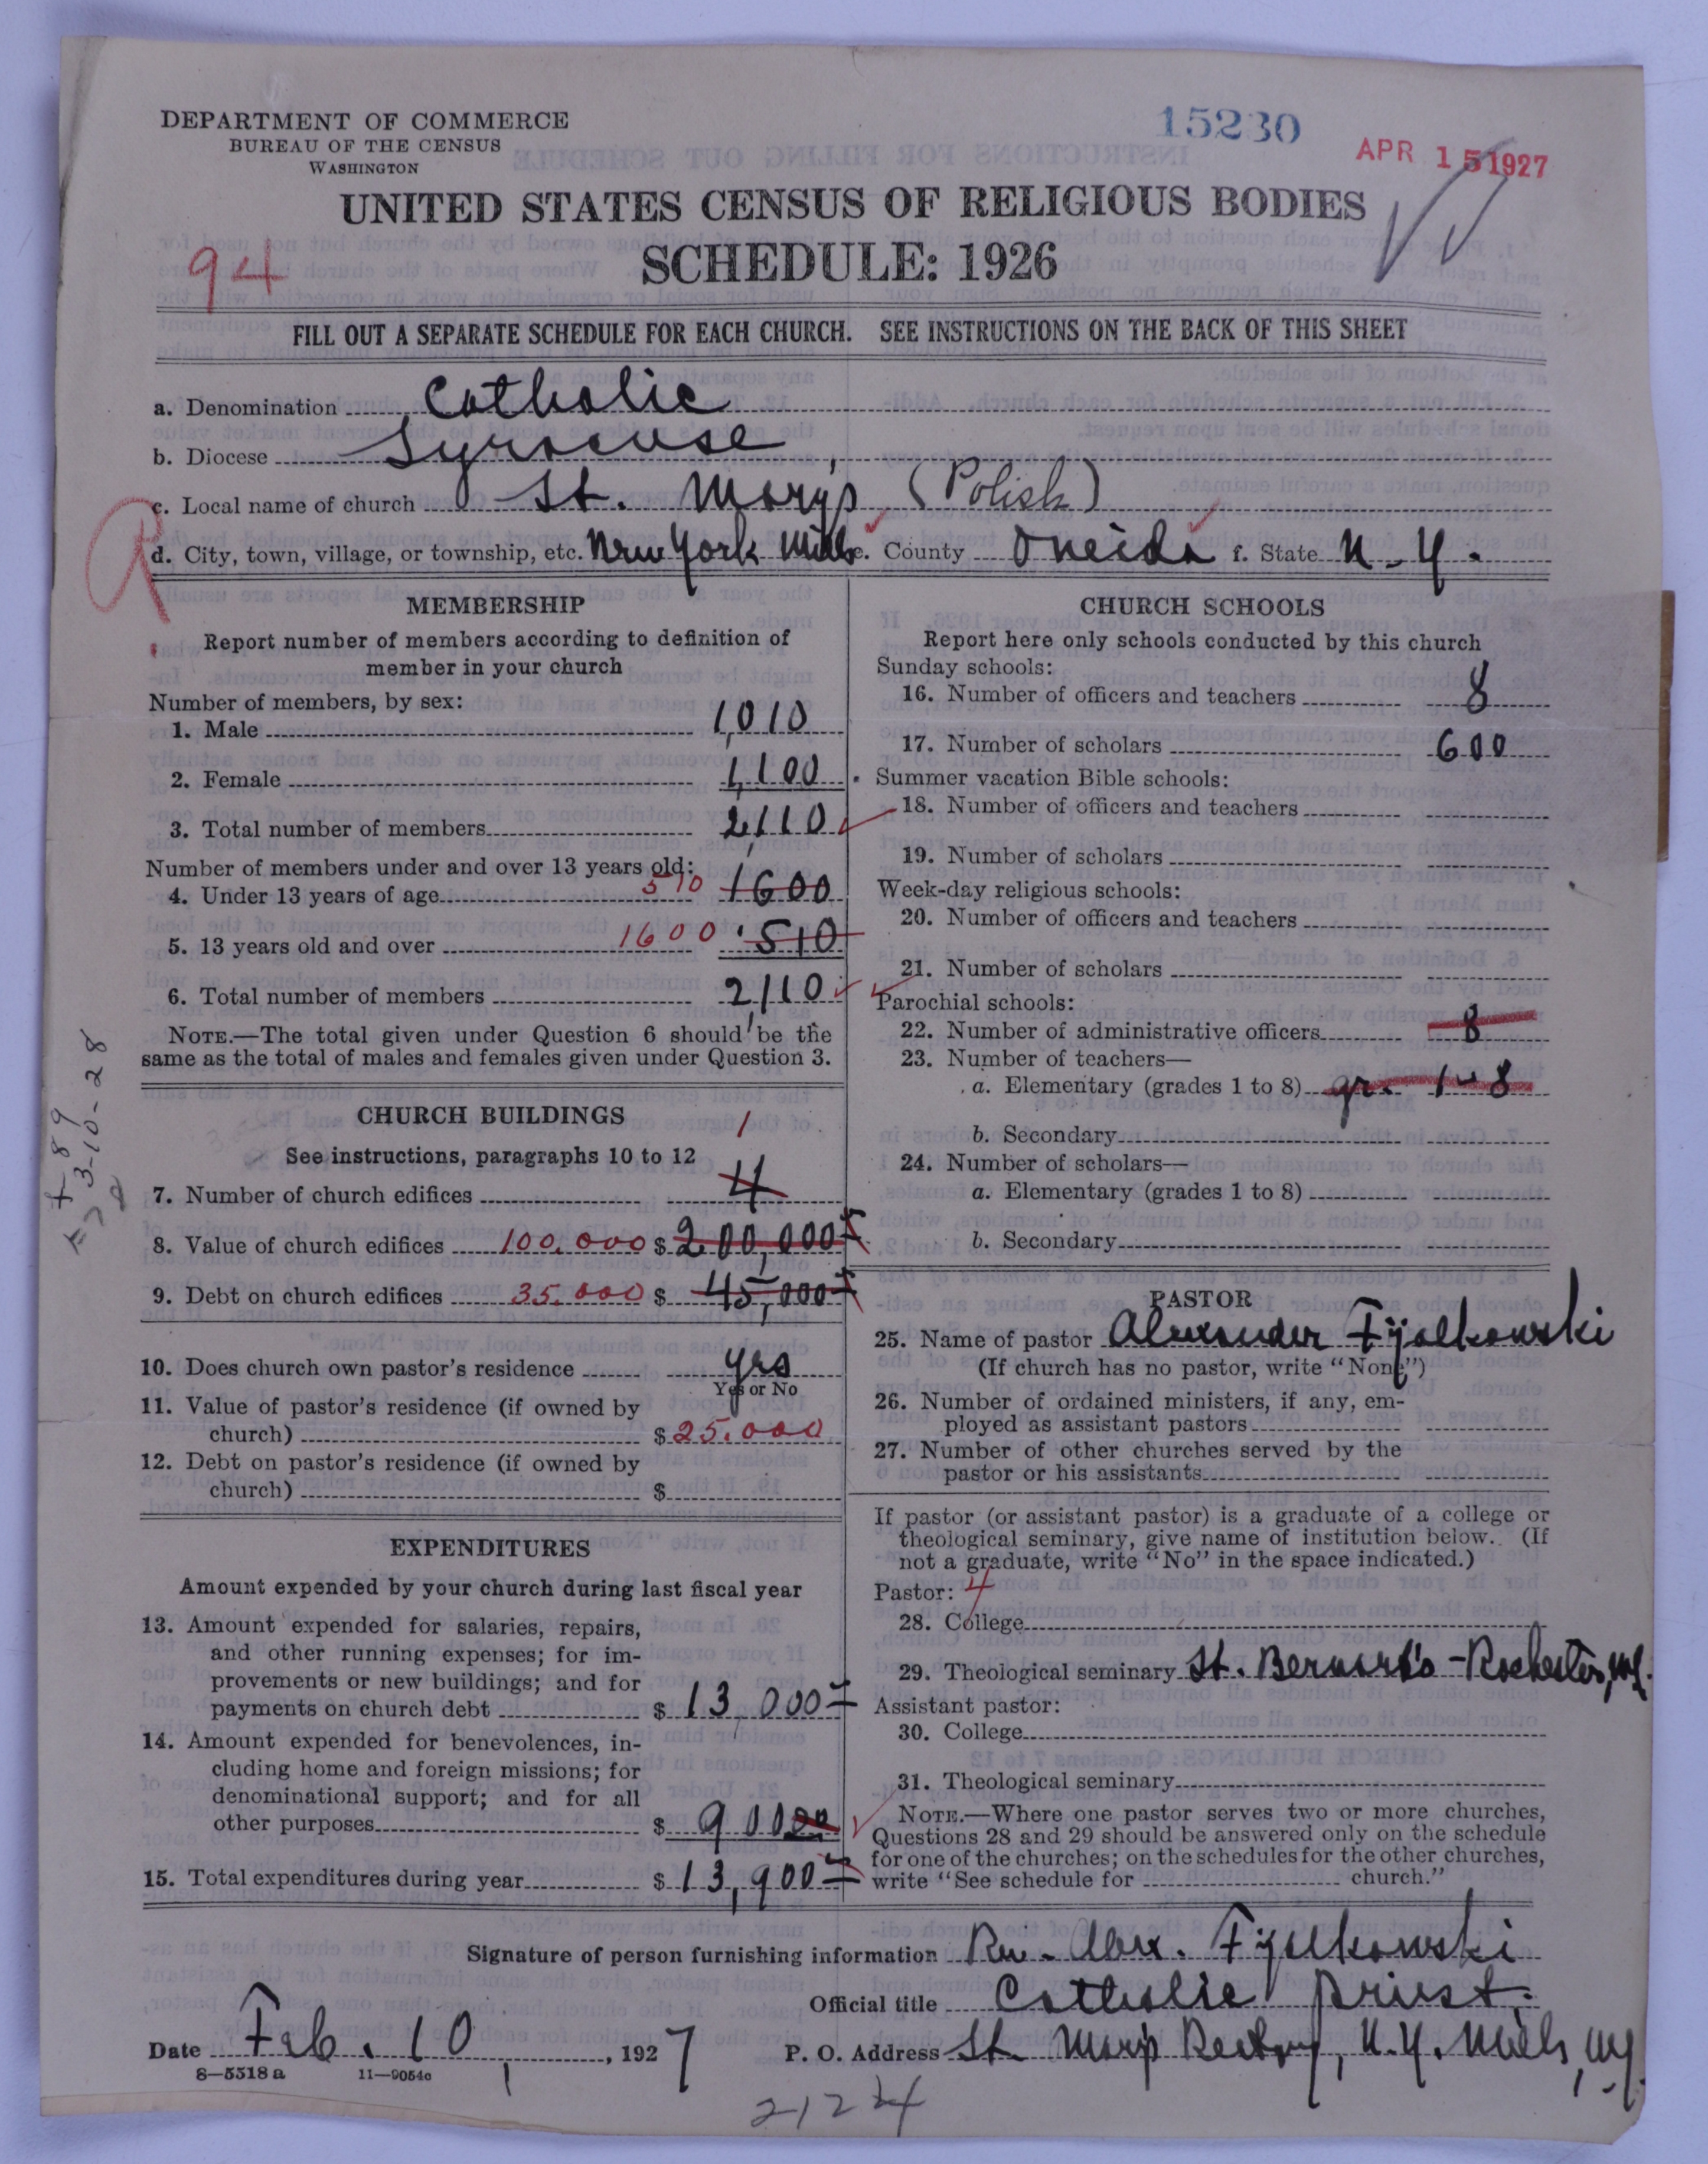 DEPARTMENT OF COMMERCE
BUREAU OF THE CENSUS
WASHINGTON
15230
APR 15 1927
UNITED STATES CENSUS OF RELIGIOUS BODIES
SCHEDULE: 1926
94
FILL OUT A SEPARATE SCHEDULE FOR EACH CHURCH. SEE INSTRUCTIONS ON THE BACK OF THIS SHEET
a. Denomination Catholic
b. Diocese Syracuse
c. Local name of church St. Mary's (Polish)
R
d. City, town, village, or township, etc. New York Mills e. County Oneida f. State N.Y.
MEMBERSHIP
Report number of members according to definition of
member in your church
Number of members, by sex:
1. Male 1,010
2. Female 1,100
3. Total number of members 2,110
Number of members under and over 13 years old:
4. Under 13 years of age 510 1600
5. 13 years old and over 1600 510
6. Total number of members 2,110
NOTE.—The total given under Question 6 should be the
same as the total of males and females given under Question 3.
CHURCH BUILDINGS
See instructions, paragraphs 10 to 12
1
7. Number of church edifices 4
8. Value of church edifices 100,000 $ 200,000
9. Debt on church edifices 35,000 $ 45,000
10. Does church own pastor's residence yes
Yes or No
11. Value of pastor's residence (if owned by
church) $ 25,000
12. Debt on pastor's residence (if owned by
church) $
EXPENDITURES
Amount expended by your church during last fiscal year
13. Amount expended for salaries, repairs,
and other running expenses; for im-
provements or new buildings; and for
payments on church debt $ 13,000
14. Amount expended for benevolences, in-
cluding home and foreign missions; for
denominational support; and for all
other purposes $ 900 00
15. Total expenditures during year $ 13,900
CHURCH SCHOOLS
Report here only schools conducted by this church
Sunday schools:
16. Number of officers and teachers 8
17. Number of scholars 600
Summer vacation Bible schools:
18. Number of officers and teachers
19. Number of scholars
Week-day religious schools:
20. Number of officers and teachers
21. Number of scholars
Parochial schools:
22. Number of administrative officers 8
23. Number of teachers—
a. Elementary (grades 1 to 8) gr. 1-8
b. Secondary
24. Number of scholars—
a. Elementary (grades 1 to 8)
b. Secondary
PASTOR
25. Name of pastor Alexander Fijalkowski
(If church has no pastor, write "None")
26. Number of ordained ministers, if any, em-
ployed as assistant pastors
27. Number of other churches served by the
pastor or his assistants
If pastor (or assistant pastor) is a graduate of a college or
theological seminary, give name of institution below. (If
not a graduate, write "No" in the space indicated.)
Pastor: 4
28. College
29. Theological seminary St. Bernard's - Rochester, N.Y.
Assistant pastor:
30. College
31. Theological seminary
NOTE.—Where one pastor serves two or more churches,
Questions 28 and 29 should be answered only on the schedule
for one of the churches; on the schedules for the other churches,
write "See schedule for church."
Signature of person furnishing information Rev. Alex. Fijalkowski
Official title Catholic priest.
Date Feb. 10, 1927 P. O. Address St. Mary's Rectory, N.Y. Mills, N.Y.
8—5318a 11—9054a
2124
3-10-28